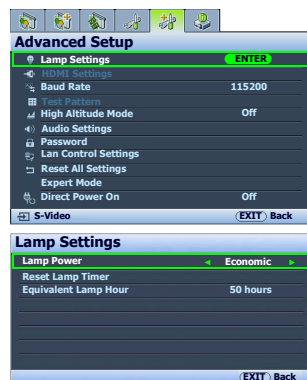 Advanced Setup
Lamp Settings ENTER
HDMI Settings
Baud Rate 115200
Test Pattern
High Altitude Mode Off
Audio Settings
Password
Lan Control Settings
Reset All Settings
Expert Mode
Direct Power On Off
S-Video EXIT Back
Lamp Settings
Lamp Power Economic
Reset Lamp Timer
Equivalent Lamp Hour 50 hours
EXIT Back